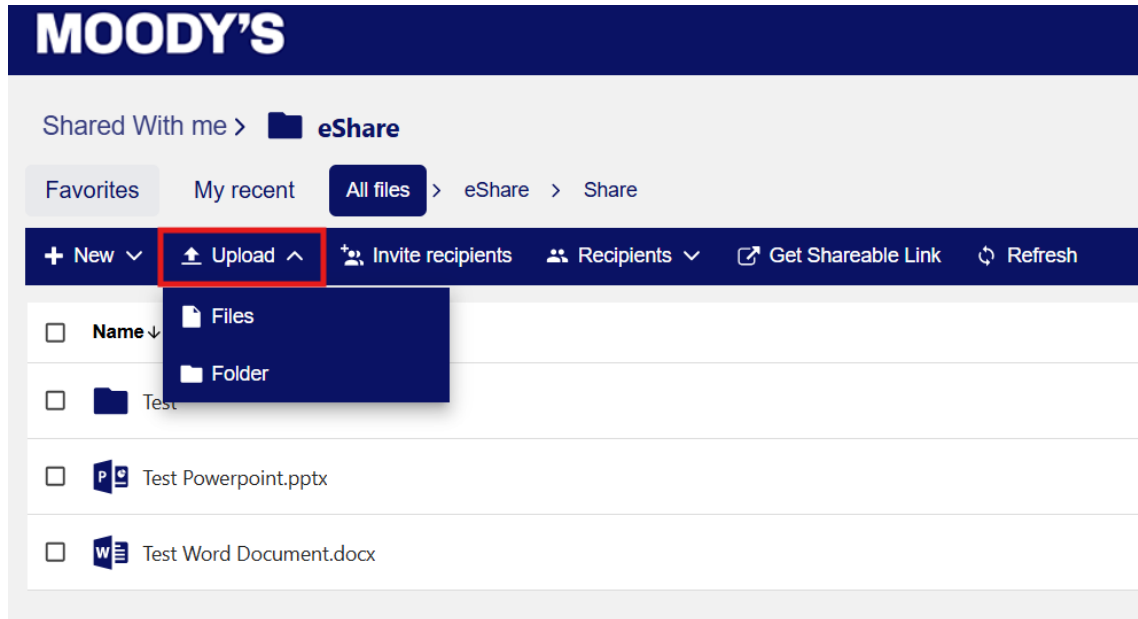 MOODY'S
Shared With me > eShare
Favorites My recent All files > eShare > Share
+ New Upload Invite recipients Recipients Get Shareable Link Refresh
Files
Name↓
Folder
Test
Test Powerpoint.pptx
Test Word Document.docx